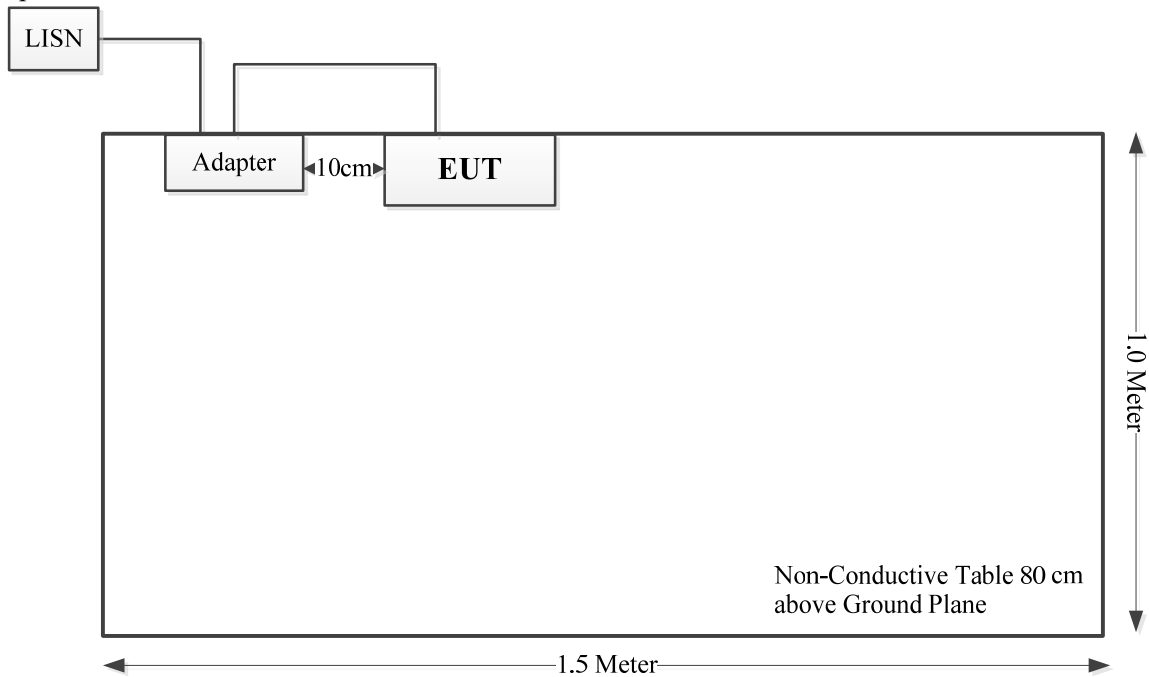 LISN
Adapter
10cm
EUT
1.0 Meter
Non-Conductive Table 80 cm
above Ground Plane
1.5 Meter